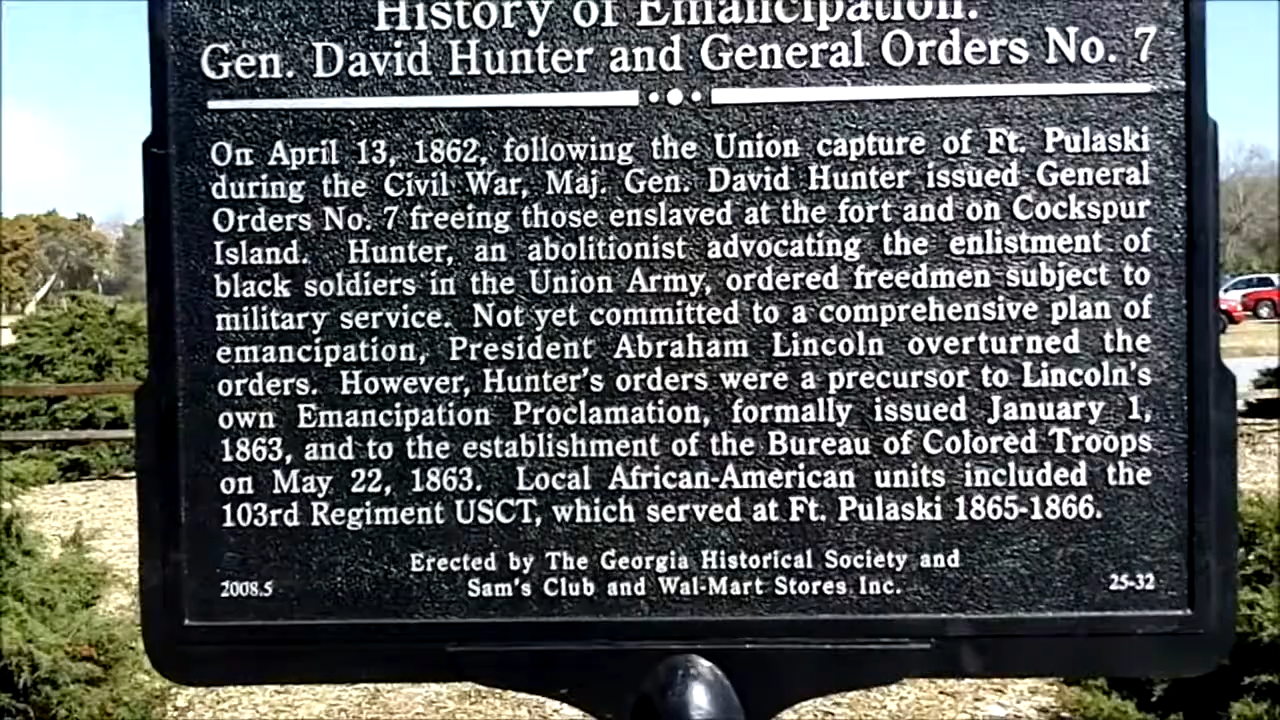 History of Emancipation:
Gen. David Hunter and General Orders No. 7
On April 13, 1862, following the Union capture of Ft. Pulaski
during the Civil War, Maj. Gen. David Hunter issued General
Orders No. 7 freeing those enslaved at the fort and on Cockspur
Island. Hunter, an abolitionist advocating the enlistment of
black soldiers in the Union Army, ordered freedmen subject to
military service. Not yet committed to a comprehensive plan of
emancipation, President Abraham Lincoln overturned the
orders. However, Hunter's orders were a precursor to Lincoln's
own Emancipation Proclamation, formally issued January 1,
1863, and to the establishment of the Bureau of Colored Troops
on May 22, 1863. Local African-American units included the
103rd Regiment USCT, which served at Ft. Pulaski 1865-1866.
Erected by The Georgia Historical Society and
Sam's Club and Wal-Mart Stores Inc.
2008.5
25-32